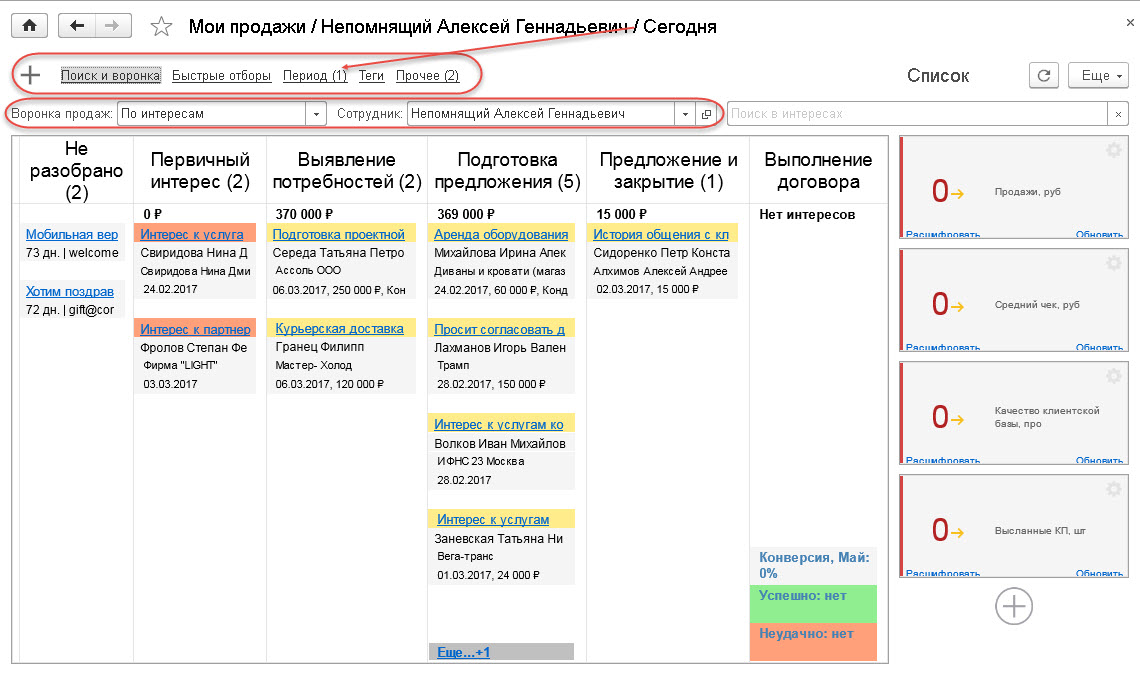 Мои продажи / Непомнящий Алексей Геннадьевич / Сегодня
Поиск и воронка Быстрые отборы Период (1) Теги Прочее (2)
Список
Еще
Воронка продаж: По интересам
Сотрудник: Непомнящий Алексей Геннадьевич
Поиск в интересах
Не разобрано (2)
Мобильная вер
73 дн. | welcome
Хотим поздрав
72 дн. | gift@cor
Первичный
интерес (2)
0 ₽
Интерес к услуга
Свиридова Нина Д
Свиридова Нина Дми
24.02.2017
Интерес к партнер
Фролов Степан Фе
Фирма "LIGHT"
03.03.2017
Выявление
потребностей (2)
370 000 ₽
Подготовка проектной
Середа Татьяна Петро
Ассоль ООО
06.03.2017, 250 000 ₽, Кон
Курьерская доставка
Гранец Филипп
Мастер- Холод
06.03.2017, 120 000 ₽
Подготовка
предложения (5)
369 000 ₽
Аренда оборудования
Михайлова Ирина Алек
Диваны и кровати (магаз
24.02.2017, 60 000 ₽, Конд
Просит согласовать д
Лахманов Игорь Вален
Трамп
28.02.2017, 150 000 ₽
Интерес к услугам ко
Волков Иван Михайлов
ИФНС 23 Москва
28.02.2017
Интерес к услугам
Заневская Татьяна Ни
Вега-транс
01.03.2017, 24 000 ₽
Еще...+1
Предложение и
закрытие (1)
15 000 ₽
История общения с кл
Сидоренко Петр Конста
Алхимов Алексей Андрее
02.03.2017, 15 000 ₽
Выполнение
договора
Нет интересов
Конверсия, Май:
0%
Успешно: нет
Неудачно: нет
0 Продажи, руб
Расшифровать Обновить
0 Средний чек, руб
Расшифровать Обновить
0 Качество клиентской
базы, про
Расшифровать Обновить
0 Высланные КП, шт
Расшифровать Обновить